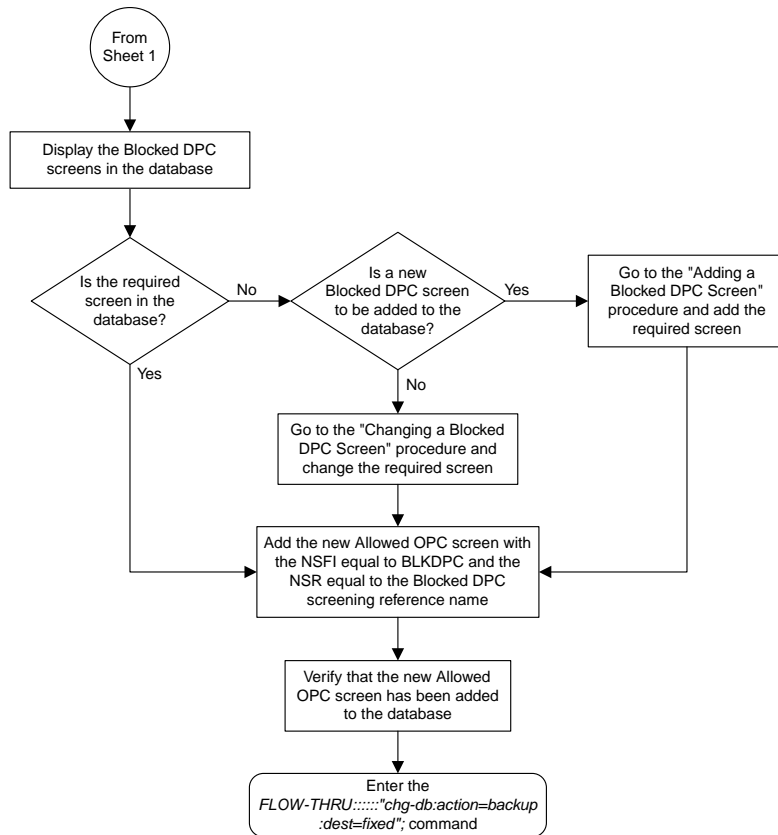 From
Sheet 1
Display the Blocked DPC
screens in the database
Is the required
screen in the
database?
No
Is a new
Blocked DPC screen
to be added to the
database?
Yes
Go to the "Adding a
Blocked DPC Screen"
procedure and add the
required screen
Yes
No
Go to the "Changing a Blocked
DPC Screen" procedure and
change the required screen
Add the new Allowed OPC screen with
the NSFI equal to BLKDPC and the
NSR equal to the Blocked DPC
screening reference name
Verify that the new Allowed
OPC screen has been added
to the database
Enter the
FLOW-THRU::::::"chg-db:action=backup
:dest=fixed"; command